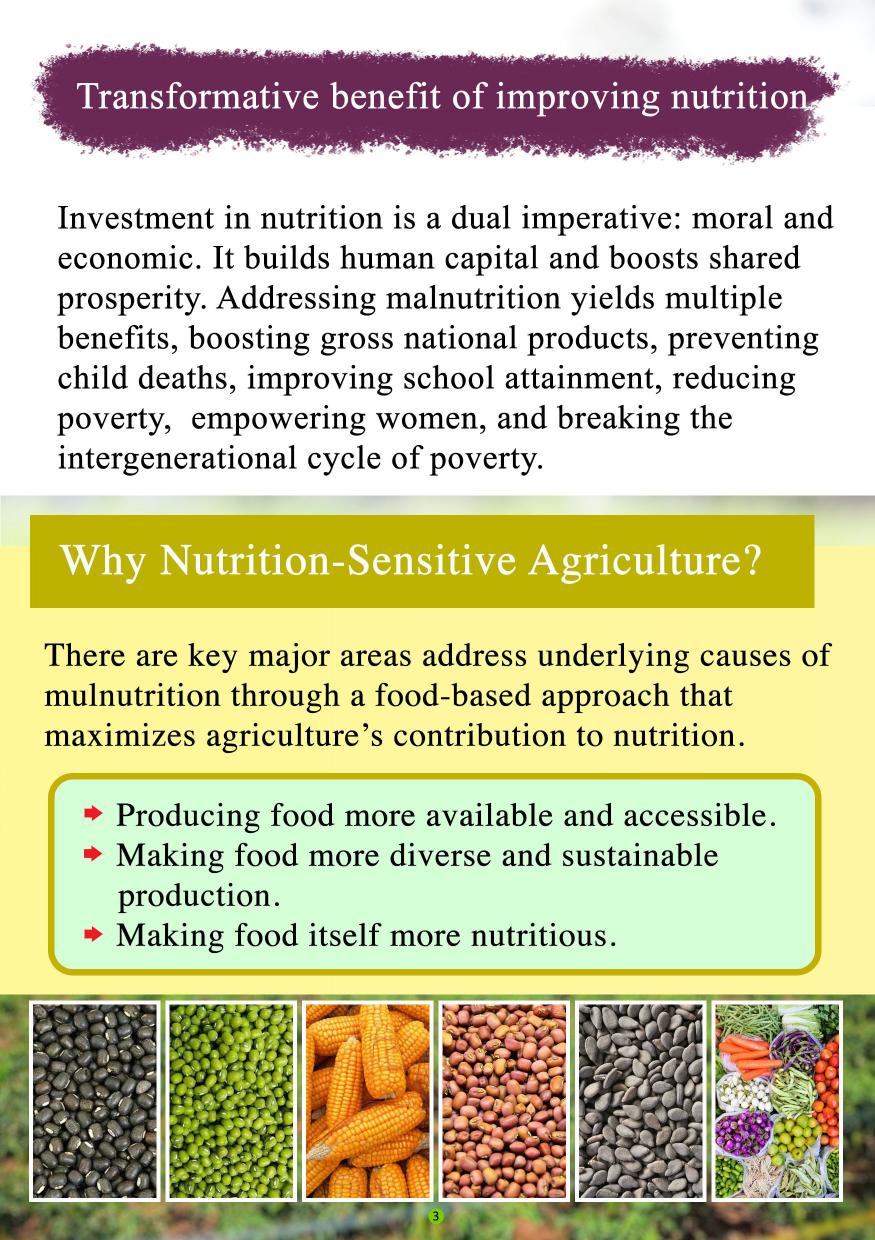 Transformative benefit of improving nutrition
Investment in nutrition is a dual imperative: moral and
economic. It builds human capital and boosts shared
prosperity. Addressing malnutrition yields multiple
benefits, boosting gross national products, preventing
child deaths, improving school attainment, reducing
poverty,  empowering women, and breaking the
intergenerational cycle of poverty.
Why Nutrition-Sensitive Agriculture?
There are key major areas address underlying causes of
mulnutrition through a food-based approach that
maximizes agriculture’s contribution to nutrition.
Producing food more available and accessible.
Making food more diverse and sustainable
production.
Making food itself more nutritious.
3